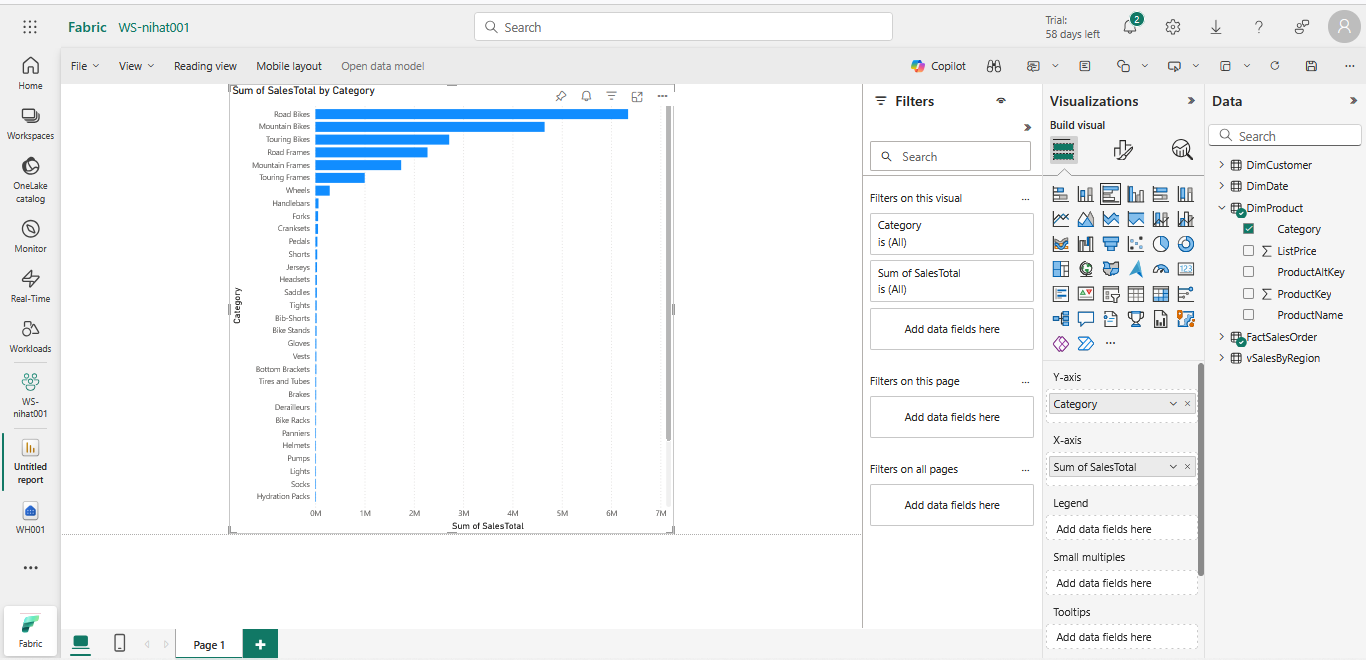 Fabric WS-nihat001
Search
Trial:
58 days left
2
Home
Workspaces
OneLake
catalog
Monitor
Real-Time
Workloads
WS-
nihat001
Untitled
report
WH001
Fabric
File View Reading view Mobile layout Open data model
Copilot
Sum of SalesTotal by Category
Category
Road Bikes
Mountain Bikes
Touring Bikes
Road Frames
Mountain Frames
Touring Frames
Wheels
Handlebars
Forks
Cranksets
Pedals
Shorts
Jerseys
Headsets
Saddles
Tights
Bib-Shorts
Bike Stands
Gloves
Vests
Bottom Brackets
Tires and Tubes
Brakes
Derailleurs
Bike Racks
Panniers
Helmets
Pumps
Lights
Socks
Hydration Packs
0M 1M 2M 3M 4M 5M 6M 7M
Sum of SalesTotal
Page 1
Filters
Search
Filters on this visual
Category
is (All)
Sum of SalesTotal
is (All)
Add data fields here
Filters on this page
Add data fields here
Filters on all pages
Add data fields here
Visualizations
Build visual
123
Y-axis
Category
X-axis
Sum of SalesTotal
Legend
Add data fields here
Small multiples
Add data fields here
Tooltips
Add data fields here
Data
Search
DimCustomer
DimDate
DimProduct
Category
ListPrice
ProductAltKey
ProductKey
ProductName
FactSalesOrder
vSalesByRegion